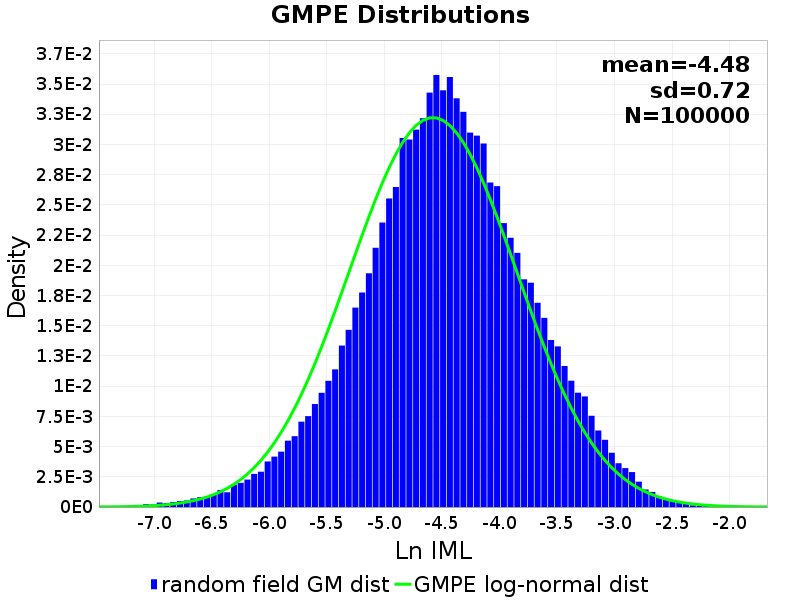 GMPE Distributions
mean=-4.48
sd=0.72
N=100000
Density
3.7E-2
3.5E-2
3.3E-2
3E-2
2.8E-2
2.5E-2
2.2E-2
2E-2
1.8E-2
1.5E-2
1.3E-2
1E-2
7.5E-3
5E-3
2.5E-3
0E0
-7.0 -6.5 -6.0 -5.5 -5.0 -4.5 -4.0 -3.5 -3.0 -2.5 -2.0
Ln IML
random field GM dist GMPE log-normal dist